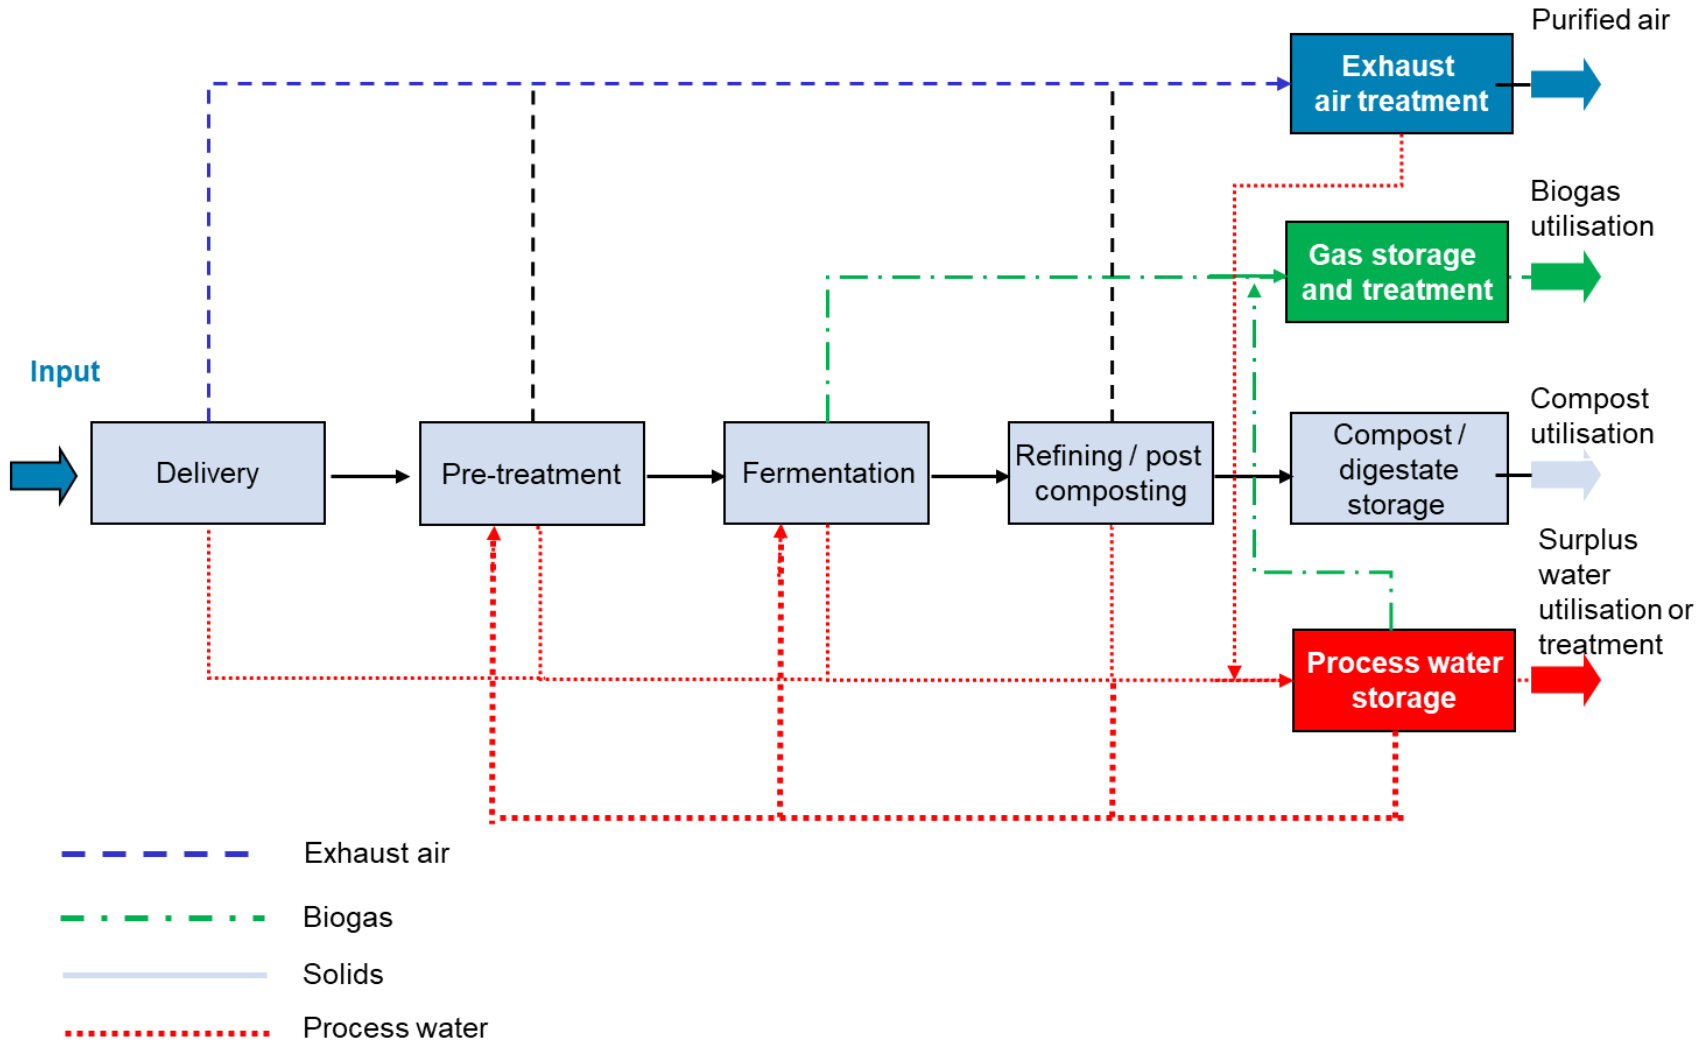 Purified air
Exhaust
air treatment
Biogas
utilisation
Gas storage
and treatment
Input
Compost
utilisation
Delivery
Pre-treatment
Fermentation
Refining / post
composting
Compost /
digestate
storage
Surplus
water
utilisation or
treatment
Process water
storage
Exhaust air
Biogas
Solids
Process water